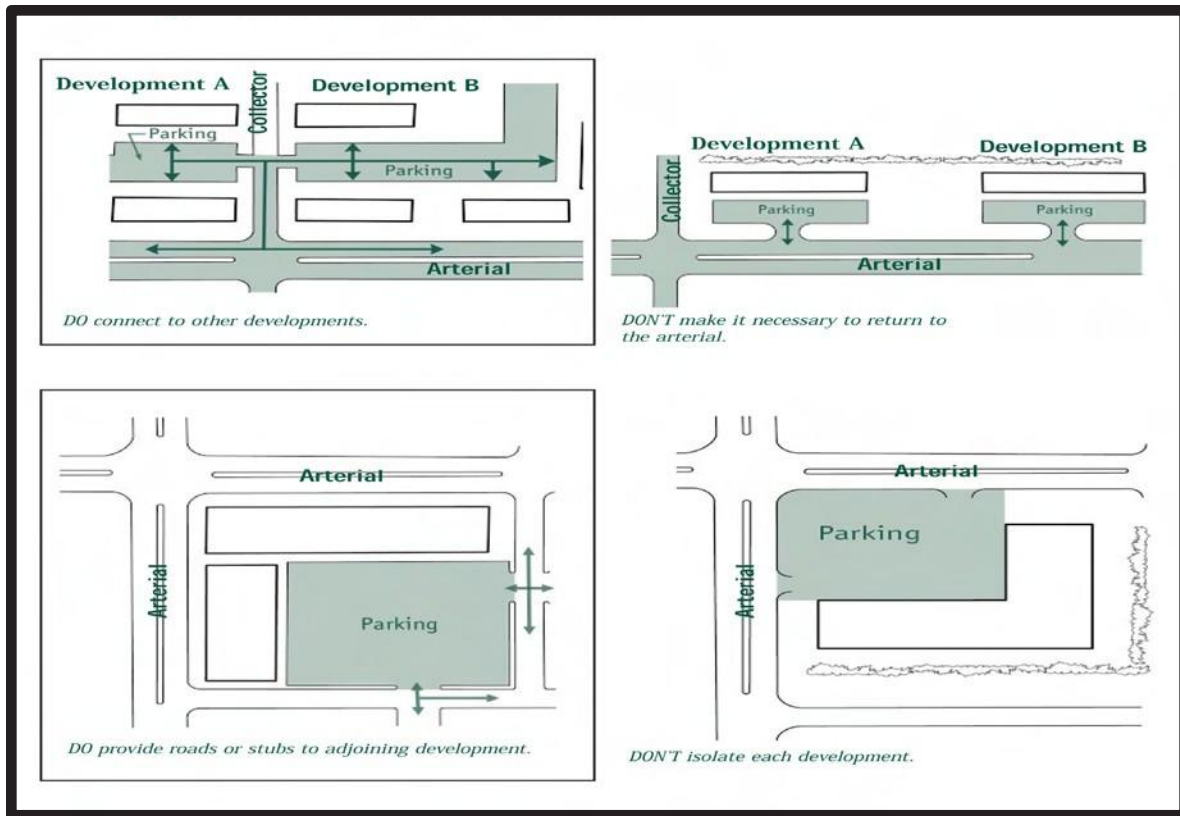 Development A
Collector
Development B
Parking
Parking
Arterial
DO connect to other developments.
Development A
Development B
Collector
Parking
Parking
Arterial
DON'T make it necessary to return to
the arterial.
Arterial
Arterial
Parking
DO provide roads or stubs to adjoining development.
Arterial
Parking
Arterial
DON'T isolate each development.